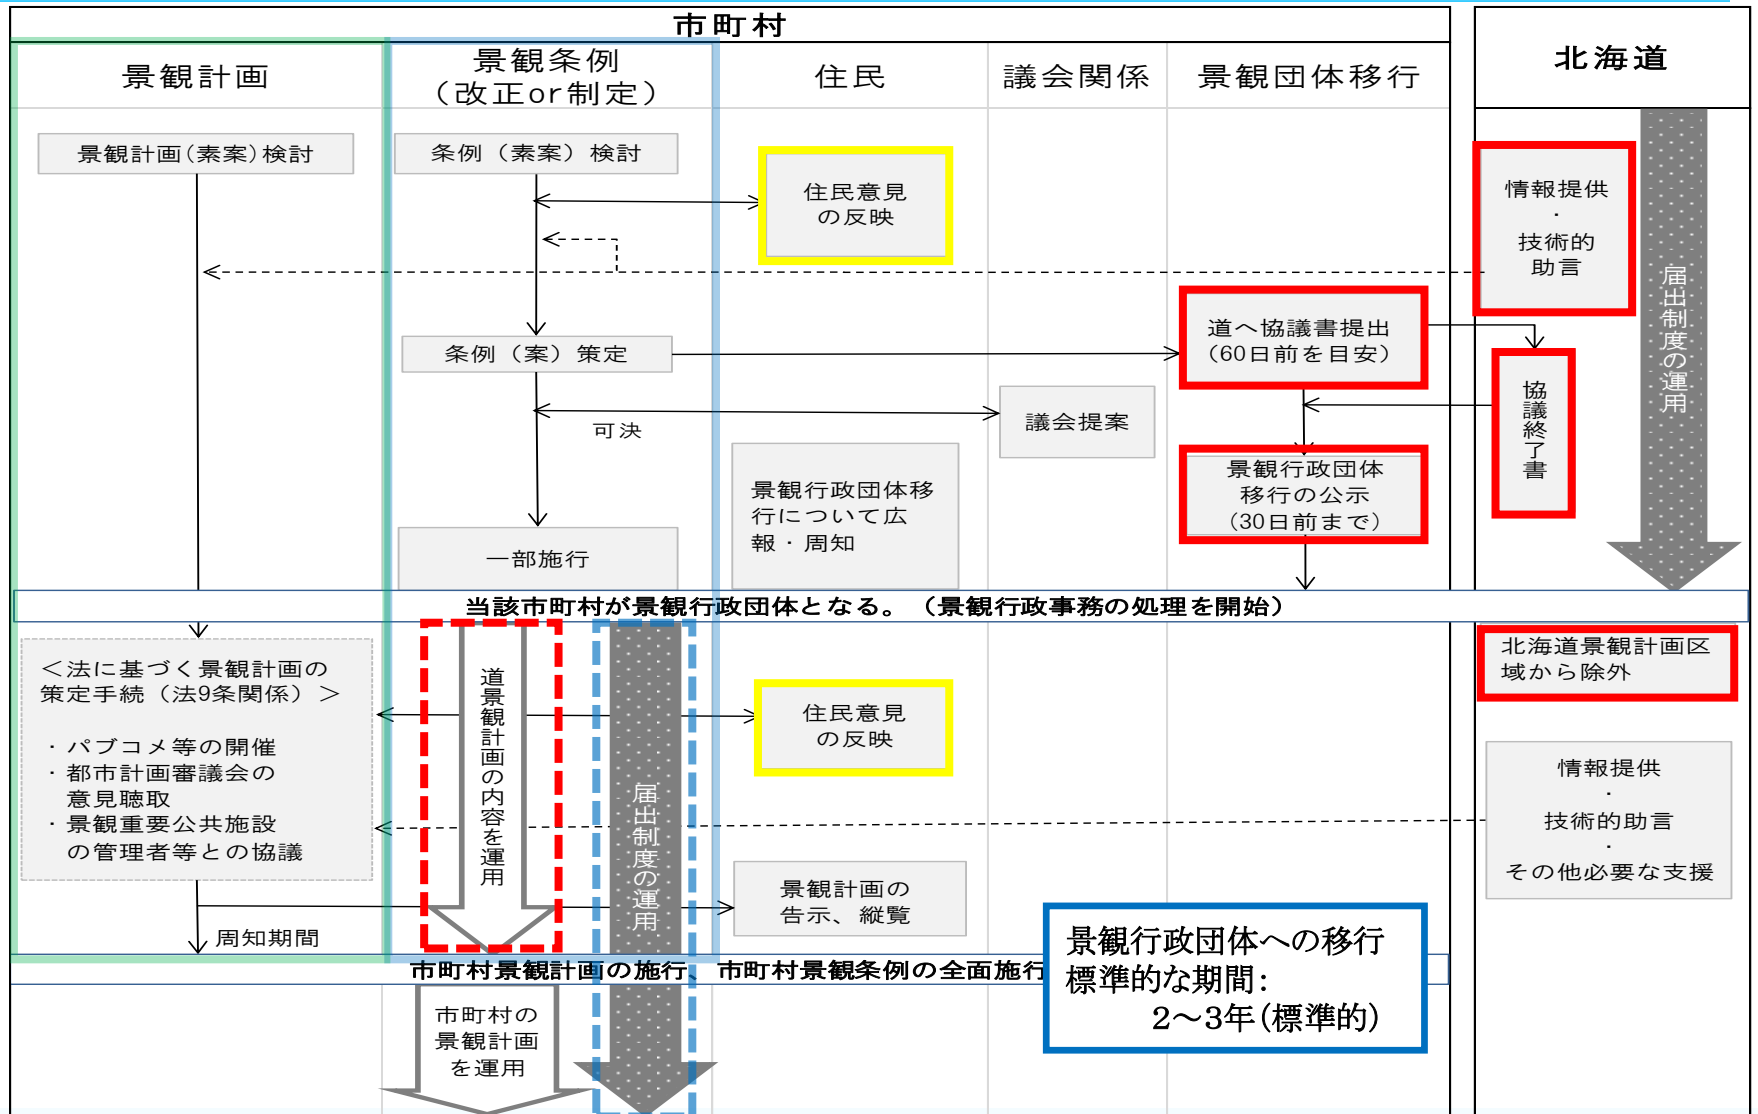 市町村
北海道
景観計画
景観条例
（改正or制定）
住民
議会関係
景観団体移行
景観計画(素案)検討
条例（素案）検討
住民意見
の反映
情報提供
・
技術的
助言
届出制度の運用
条例（案）策定
道へ協議書提出
（60日前を目安）
協議終了書
可決
議会提案
景観行政団体移
行について広
報・周知
景観行政団体
移行の公示
（30日前まで）
一部施行
当該市町村が景観行政団体となる。（景観行政事務の処理を開始）
＜法に基づく景観計画の
策定手続（法9条関係）＞
・パブコメ等の開催
・都市計画審議会の
意見聴取
・景観重要公共施設
の管理者等との協議
道景観計画の内容を運用
届出制度の運用
住民意見
の反映
北海道景観計画区
域から除外
情報提供
・
技術的助言
・
その他必要な支援
景観計画の
告示、縦覧
周知期間
市町村景観計画の施行、市町村景観条例の全面施行
景観行政団体への移行
標準的な期間：
2～3年(標準的)
市町村の
景観計画
を運用